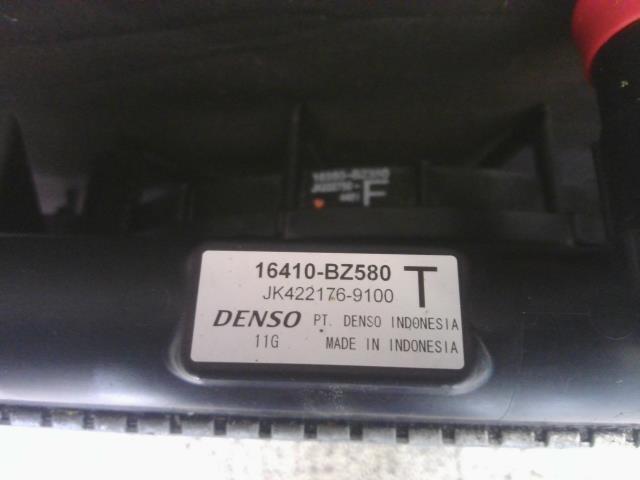 F
16410-BZ580 T
JK422176-9100
DENSO PT. DENSO INDONESIA
11G MADE IN INDONESIA